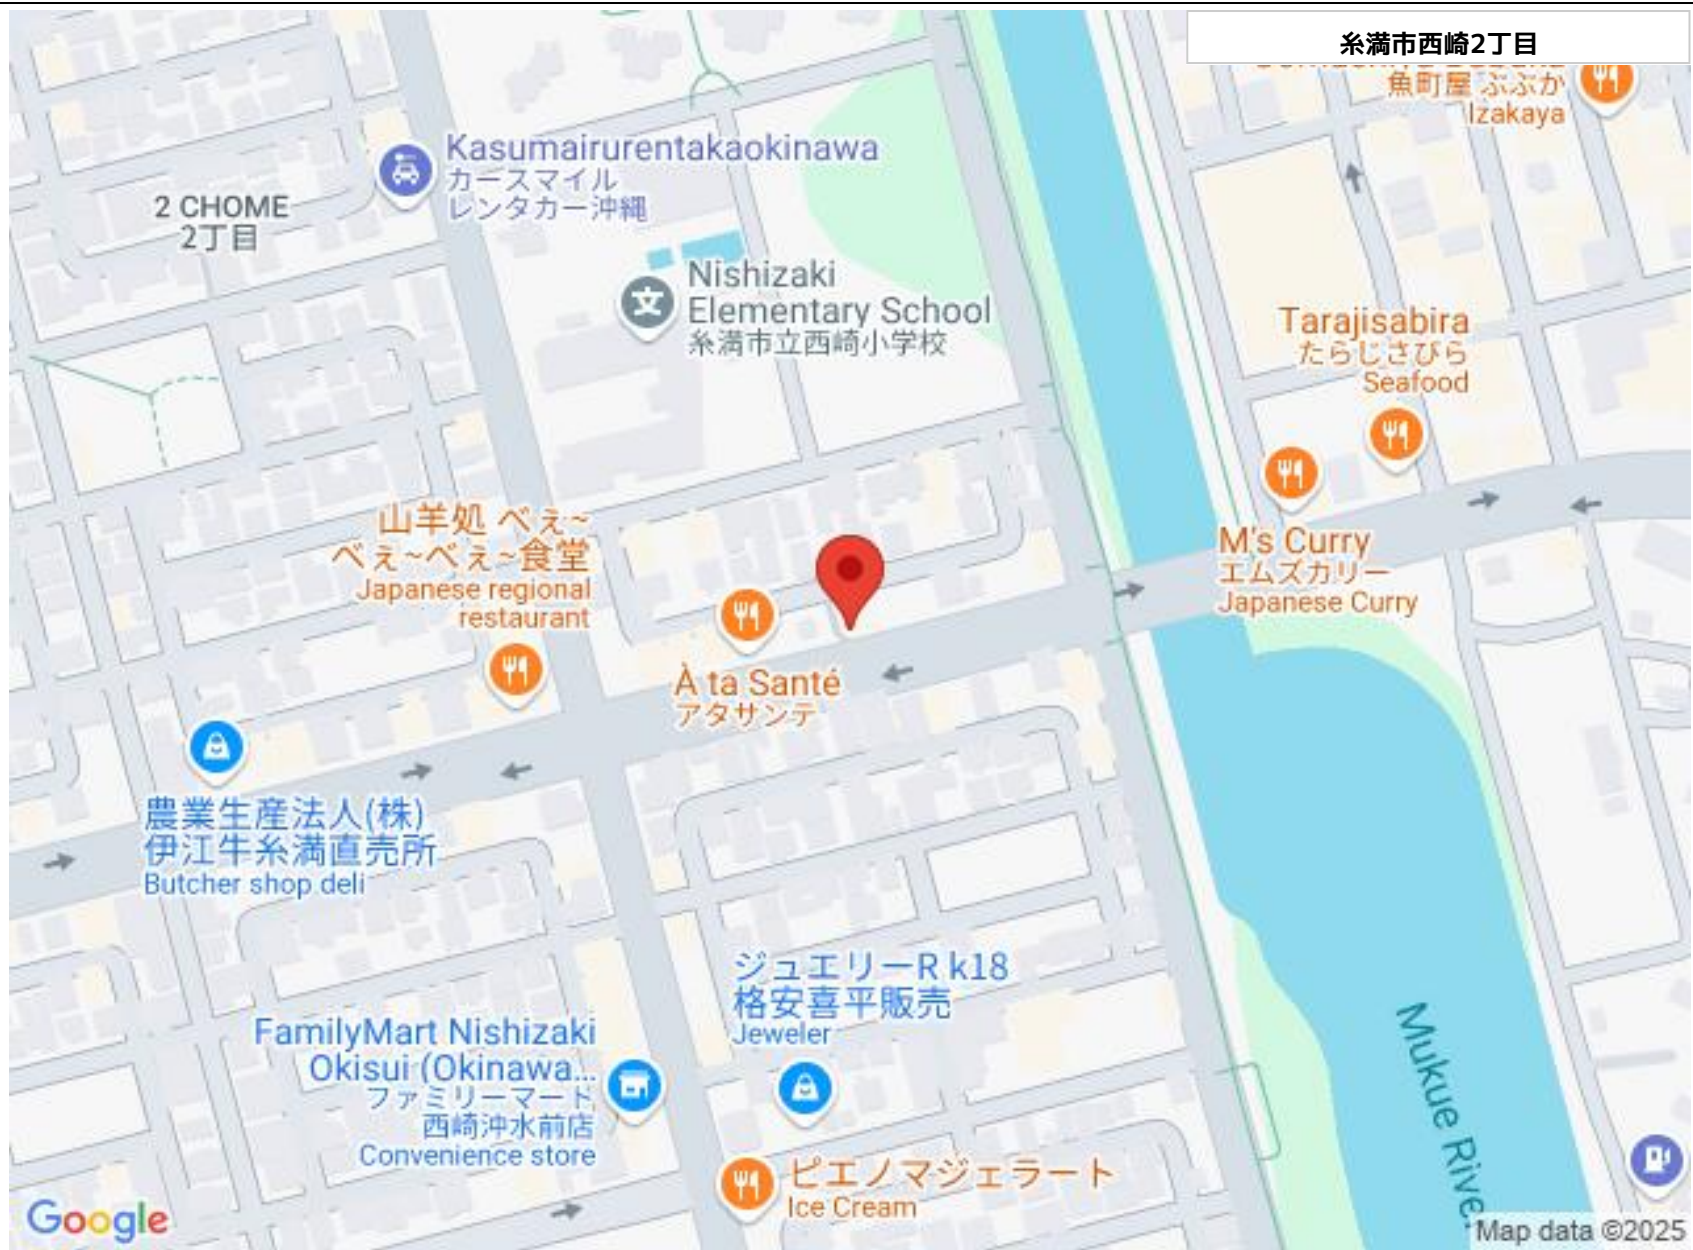 糸満市西崎2丁目
魚町屋 ぶぶか
Izakaya
Kasumairurentakaokinawa
カースマイル
レンタカー沖縄
2 CHOME
2丁目
Nishizaki
Elementary School
糸満市立西崎小学校
Tarajisabira
たらじさびら
Seafood
山羊処 べぇ~
べぇ~べぇ~食堂
Japanese regional
restaurant
M's Curry
エムズカリー
Japanese Curry
À ta Santé
アタサンテ
農業生産法人(株)
伊江牛糸満直売所
Butcher shop deli
ジュエリーR k18
格安喜平販売
Jeweler
FamilyMart Nishizaki
Okisui (Okinawa...
ファミリーマート
西崎沖水前店
Convenience store
Mukue River
ピエノマジェラート
Ice Cream
Google
Map data ©2025